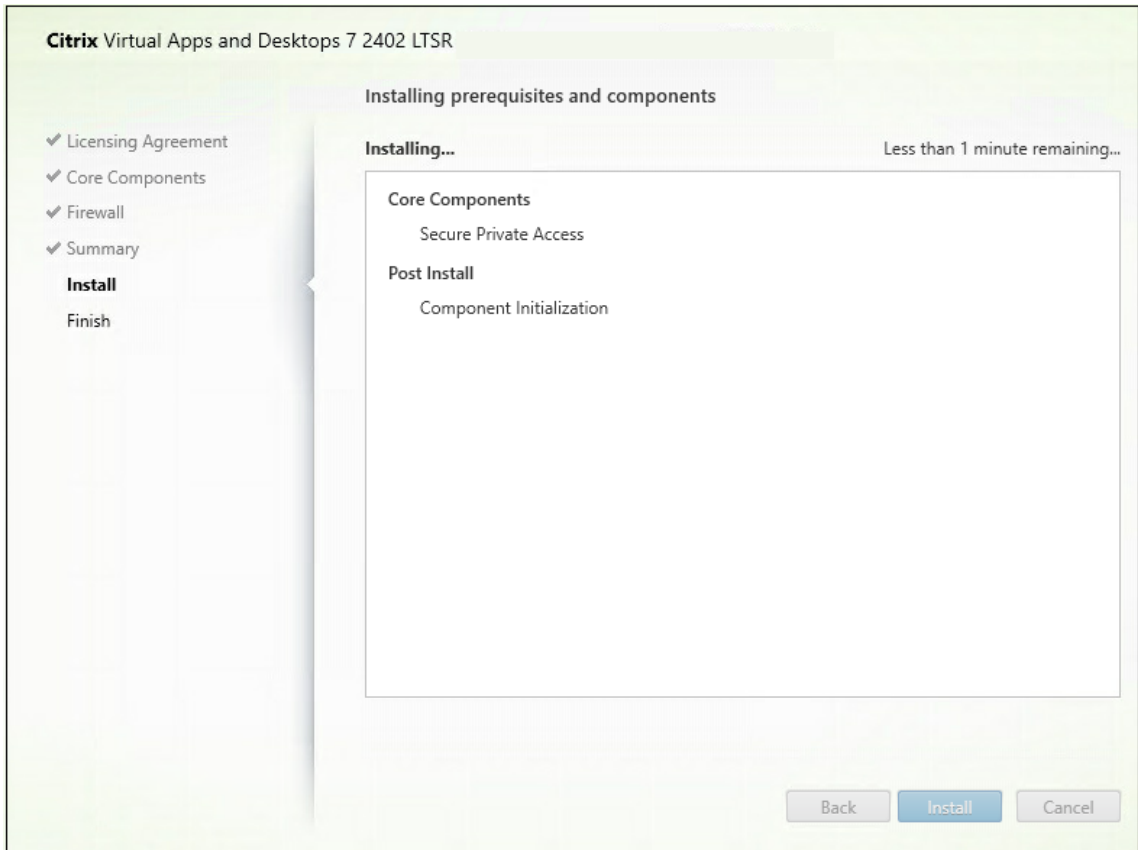 Citrix Virtual Apps and Desktops 7 2402 LTSR
Licensing Agreement
Core Components
Firewall
Summary
Install
Finish
Installing prerequisites and components
Installing... Less than 1 minute remaining...
Core Components
Secure Private Access
Post Install
Component Initialization
Back Install Cancel